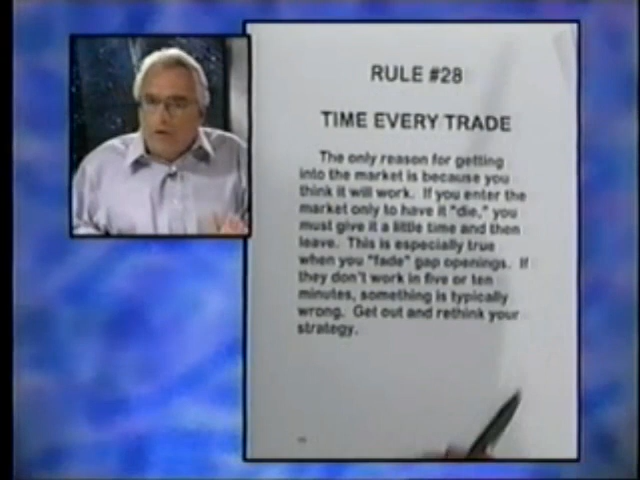 RULE #28
TIME EVERY TRADE
The only reason for getting
into the market is because you
think it will work. If you enter the
market only to have it "die," you
must give it a little time and then
leave. This is especially true
when you "fade" gap openings. If
they don't work in five or ten
minutes, something is typically
wrong. Get out and rethink your
strategy.